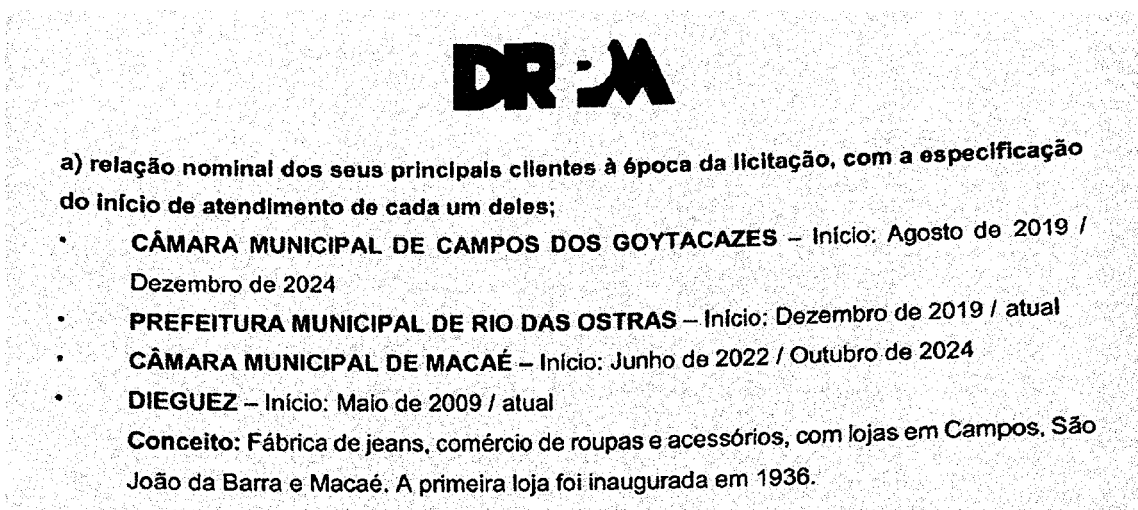 DRPM
a) relação nominal dos seus principais clientes à época da licitação, com a especificação
do início de atendimento de cada um deles;
• CÂMARA MUNICIPAL DE CAMPOS DOS GOYTACAZES – Início: Agosto de 2019 /
Dezembro de 2024
• PREFEITURA MUNICIPAL DE RIO DAS OSTRAS – Início: Dezembro de 2019 / atual
• CÂMARA MUNICIPAL DE MACAÉ – Início: Junho de 2022 / Outubro de 2024
• DIEGUEZ – Início: Maio de 2009 / atual
Conceito: Fábrica de jeans, comércio de roupas e acessórios, com lojas em Campos, São
João da Barra e Macaé. A primeira loja foi inaugurada em 1936.